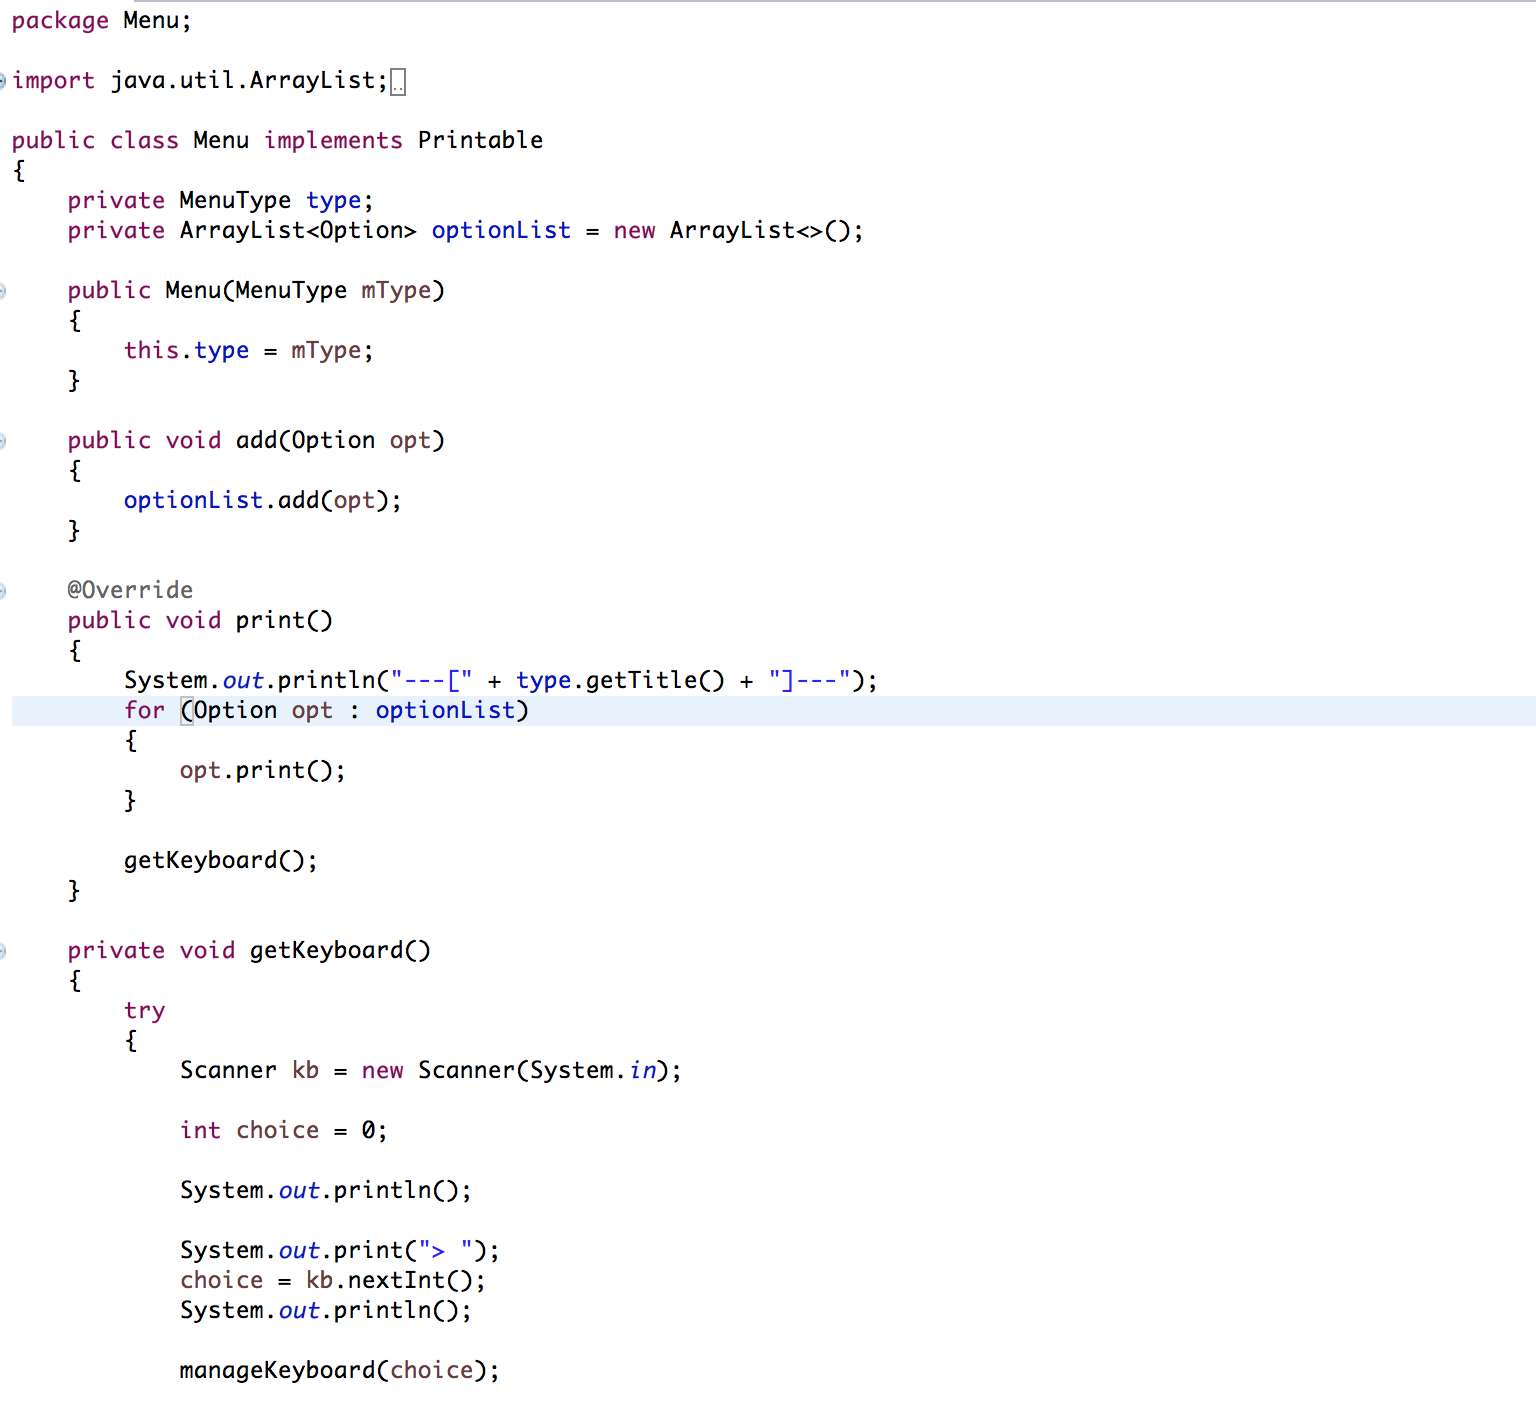 package Menu;
import java.util.ArrayList;..
public class Menu implements Printable
{
private MenuType type;
private ArrayList<Option> optionList = new ArrayList<>();
public Menu(MenuType mType)
{
this.type = mType;
}
public void add(Option opt)
{
optionList.add(opt);
}
@Override
public void print()
{
System.out.println("---[" + type.getTitle() + "]---");
for (Option opt : optionList)
{
opt.print();
}
getKeyboard();
}
private void getKeyboard()
{
try
{
Scanner kb = new Scanner(System.in);
int choice = 0;
System.out.println();
System.out.print("> ");
choice = kb.nextInt();
System.out.println();
manageKeyboard(choice);